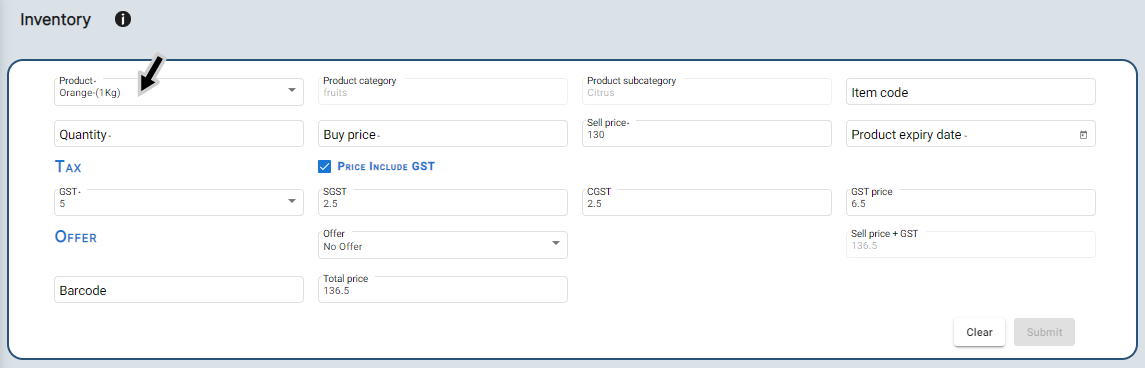 Inventory
Product-
Orange-(1Kg)
Product category
fruits
Product subcategory
Citrus
Item code
Quantity-
Buy price-
Sell price-
130
Product expiry date-
TAX
PRICE INCLUDE GST
GST-
5
SGST
2.5
CGST
2.5
GST price
6.5
OFFER
Offer
No Offer
Sell price + GST
136.5
Barcode
Total price
136.5
Clear
Submit